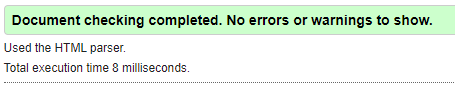 Document checking completed. No errors or warnings to show.
Used the HTML parser.
Total execution time 8 milliseconds.